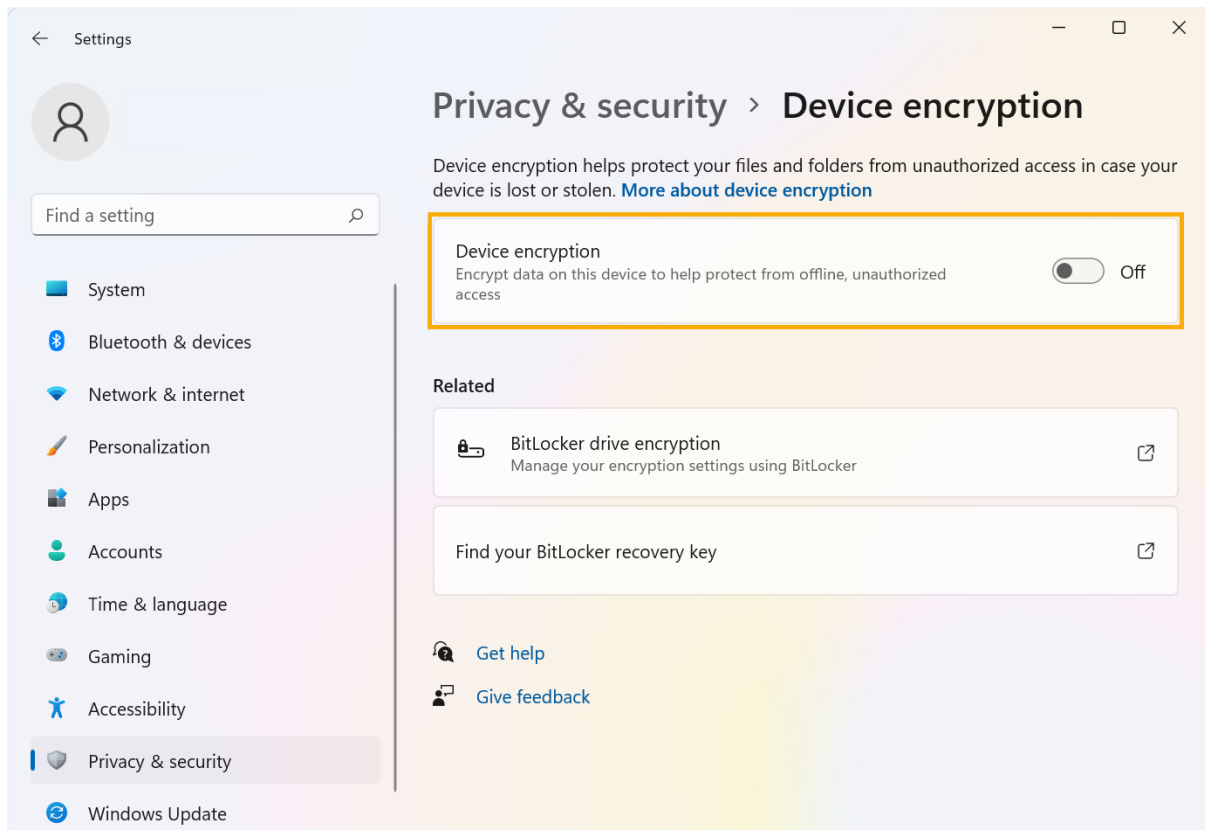 Settings
Find a setting
System
Bluetooth & devices
Network & internet
Personalization
Apps
Accounts
Time & language
Gaming
Accessibility
Privacy & security
Windows Update
Privacy & security > Device encryption
Device encryption helps protect your files and folders from unauthorized access in case your
device is lost or stolen. More about device encryption
Device encryption
Encrypt data on this device to help protect from offline, unauthorized
access
Off
Related
BitLocker drive encryption
Manage your encryption settings using BitLocker
Find your BitLocker recovery key
Get help
Give feedback